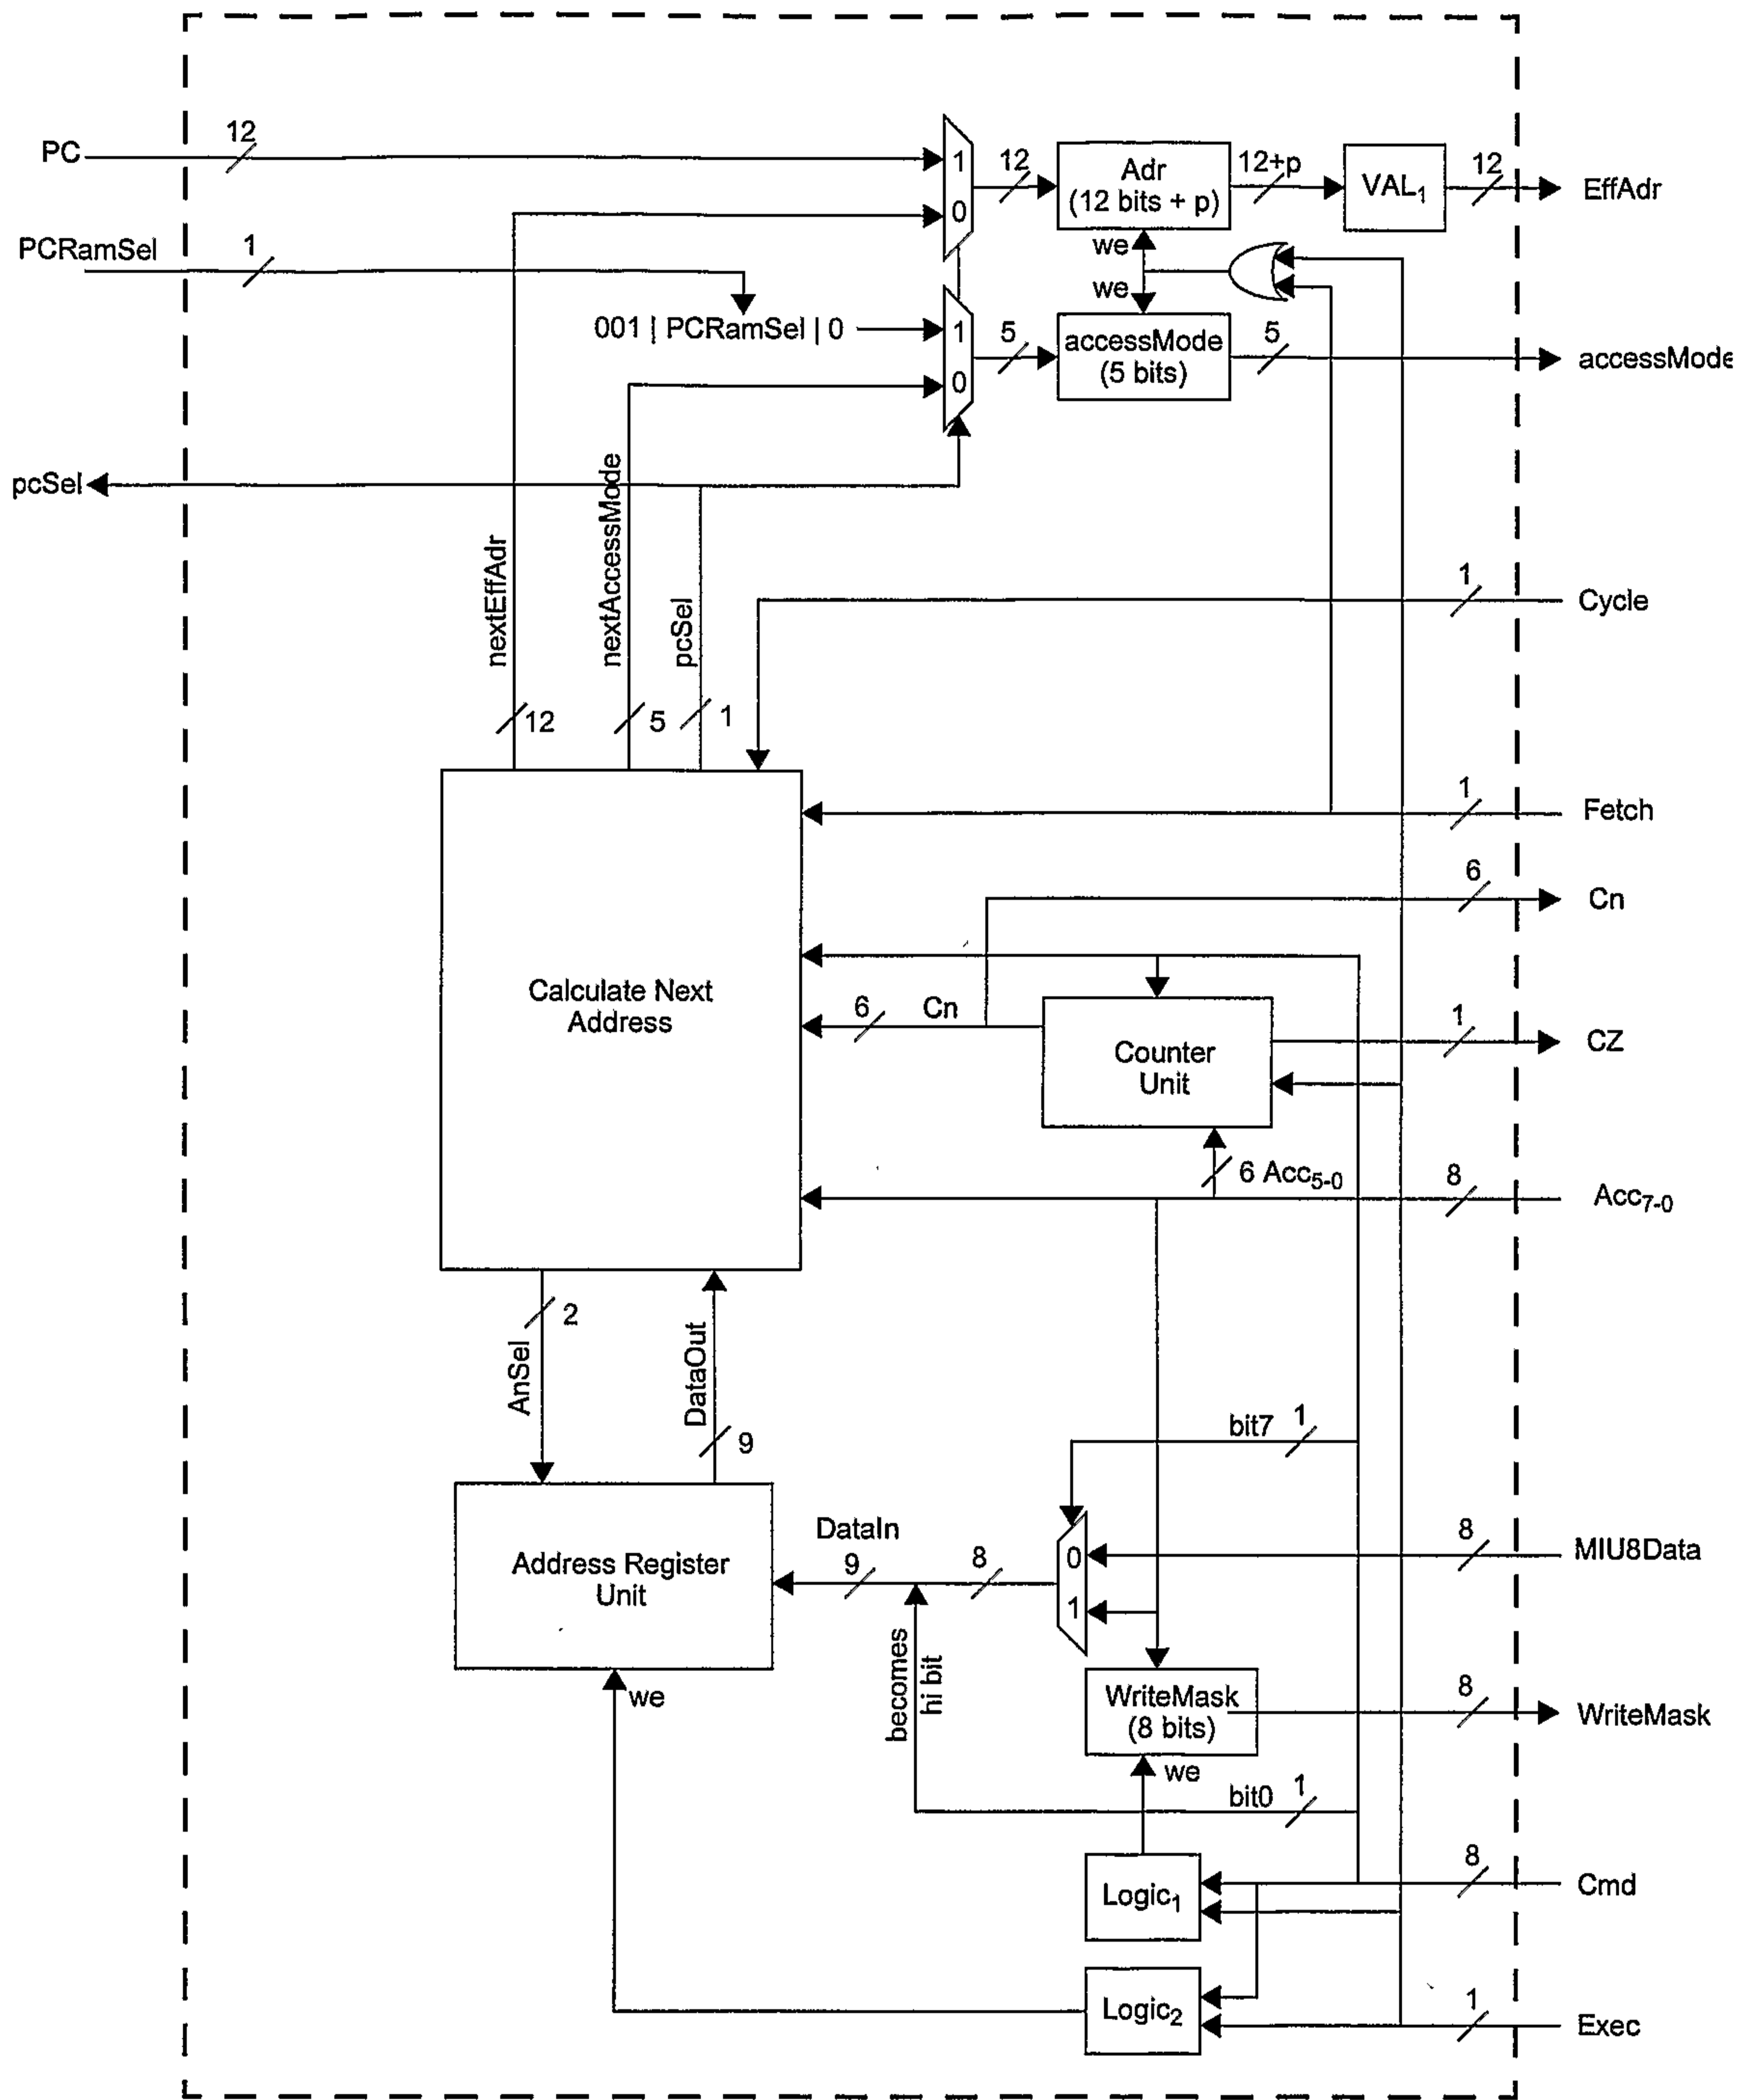 PC
12
1
0
12
Adr
(12 bits + p)
12+p
VAL1
12
EffAdr
PCRamSel
1
we
we
001 | PCRamSel | 0
1
0
5
accessMode
(5 bits)
5
accessMode
pcSel
nextEffAdr
nextAccessMode
pcSel
1
Cycle
12
5
1
1
Fetch
6
Cn
Calculate Next
Address
6
Cn
Counter
Unit
1
CZ
6 Acc5-0
8
Acc7-0
2
AnSel
DataOut
9
bit7
1
Address Register
Unit
DataIn
9
8
0
1
8
MIU8Data
becomes
hi bit
we
WriteMask
(8 bits)
8
WriteMask
we
bit0
1
Logic1
8
Cmd
Logic2
1
Exec